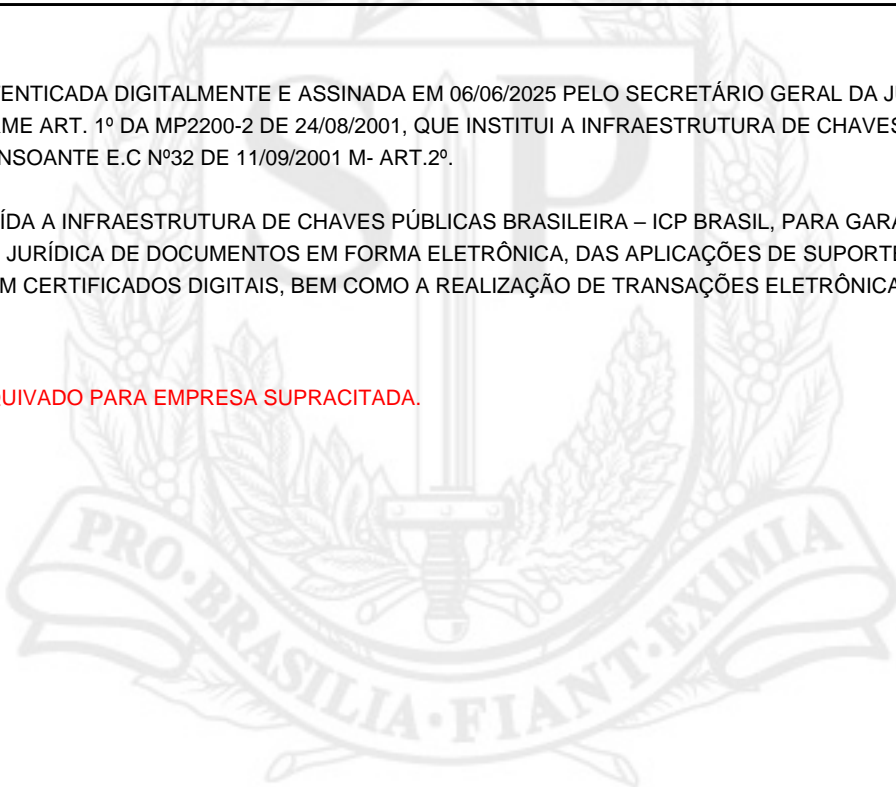 ENTICADA DIGITALMENTE E ASSINADA EM 06/06/2025 PELO SECRETÁRIO GERAL DA J
ME ART. 1º DA MP2200-2 DE 24/08/2001, QUE INSTITUI A INFRAESTRUTURA DE CHAVES
NSOANTE E.C Nº32 DE 11/09/2001 M- ART.2º.
ÍDA A INFRAESTRUTURA DE CHAVES PÚBLICAS BRASILEIRA – ICP BRASIL, PARA GARA
JURÍDICA DE DOCUMENTOS EM FORMA ELETRÔNICA, DAS APLICAÇÕES DE SUPORTE
M CERTIFICADOS DIGITAIS, BEM COMO A REALIZAÇÃO DE TRANSAÇÕES ELETRÔNICA
UIVADO PARA EMPRESA SUPRACITADA.
SP
PRO·BRASILIA·FIANT·EXIMIA